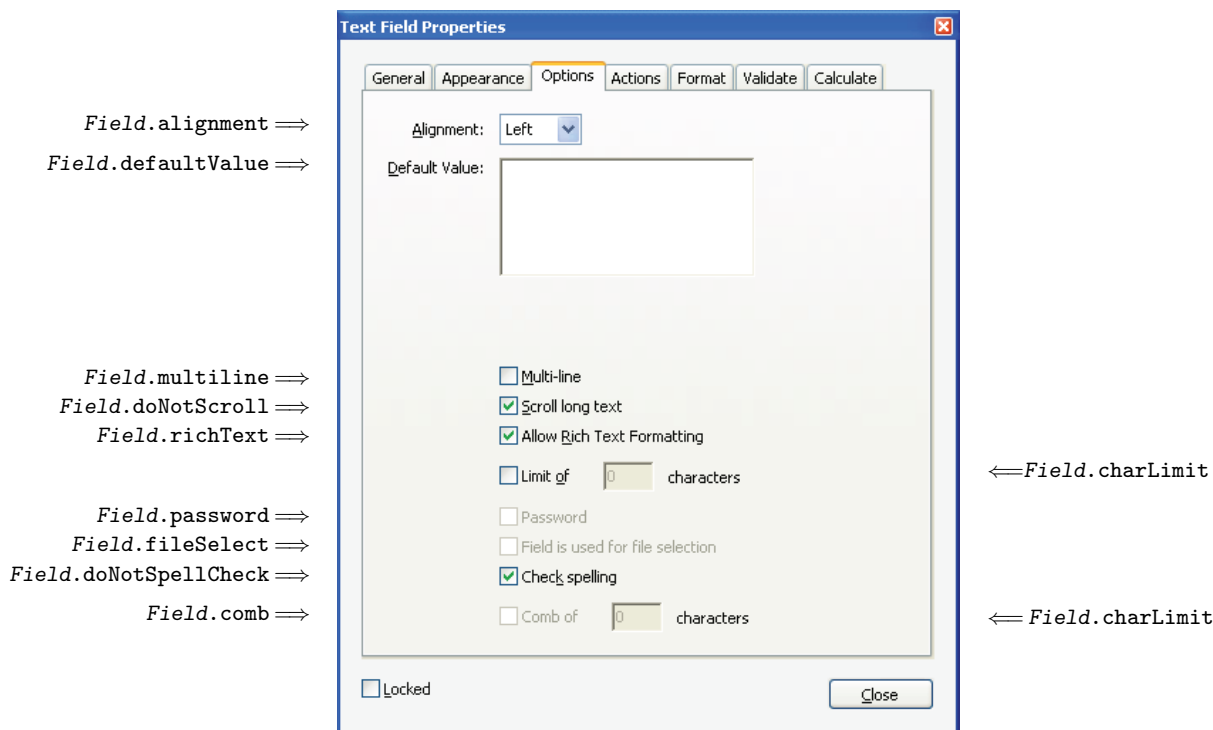 Text Field Properties
General Appearance Options Actions Format Validate Calculate
Field.alignment⟹ Alignment: Left
Field.defaultValue⟹ Default Value:
Field.multiline⟹ Multi-line
Field.doNotScroll⟹ Scroll long text
Field.richText⟹ Allow Rich Text Formatting
Limit of 0 characters ⟸Field.charLimit
Field.password⟹ Password
Field.fileSelect⟹ Field is used for file selection
Field.doNotSpellCheck⟹ Check spelling
Field.comb⟹ Comb of 0 characters ⟸ Field.charLimit
Locked Close